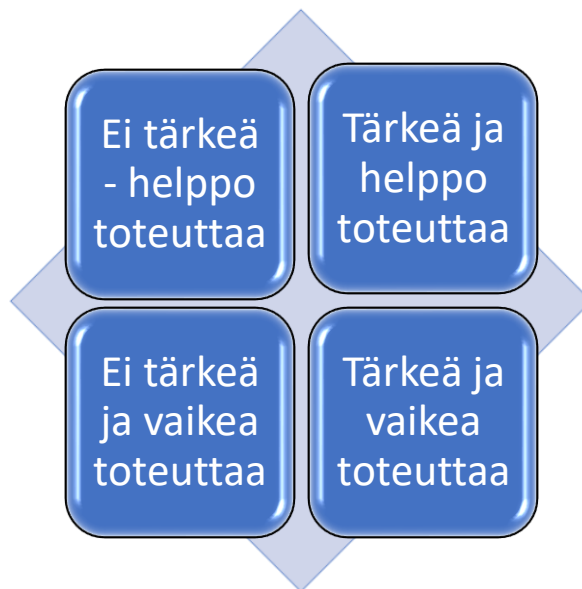 Ei tärkeä
- helppo
toteuttaa
Tärkeä ja
helppo
toteuttaa
Ei tärkeä
ja vaikea
toteuttaa
Tärkeä ja
vaikea
toteuttaa